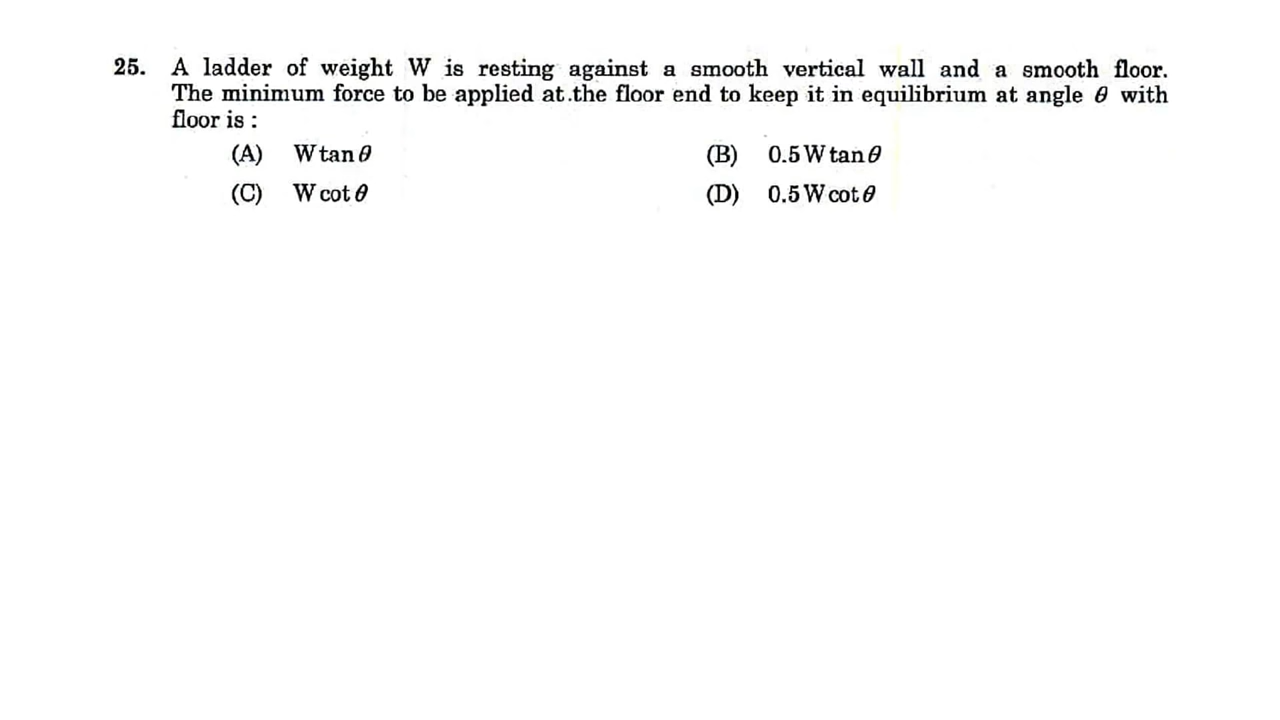 25. A ladder of weight W is resting against a smooth vertical wall and a smooth floor.
The minimum force to be applied at the floor end to keep it in equilibrium at angle θ with
floor is :
(A) W tan θ (B) 0.5 W tan θ
(C) W cot θ (D) 0.5 W cot θ